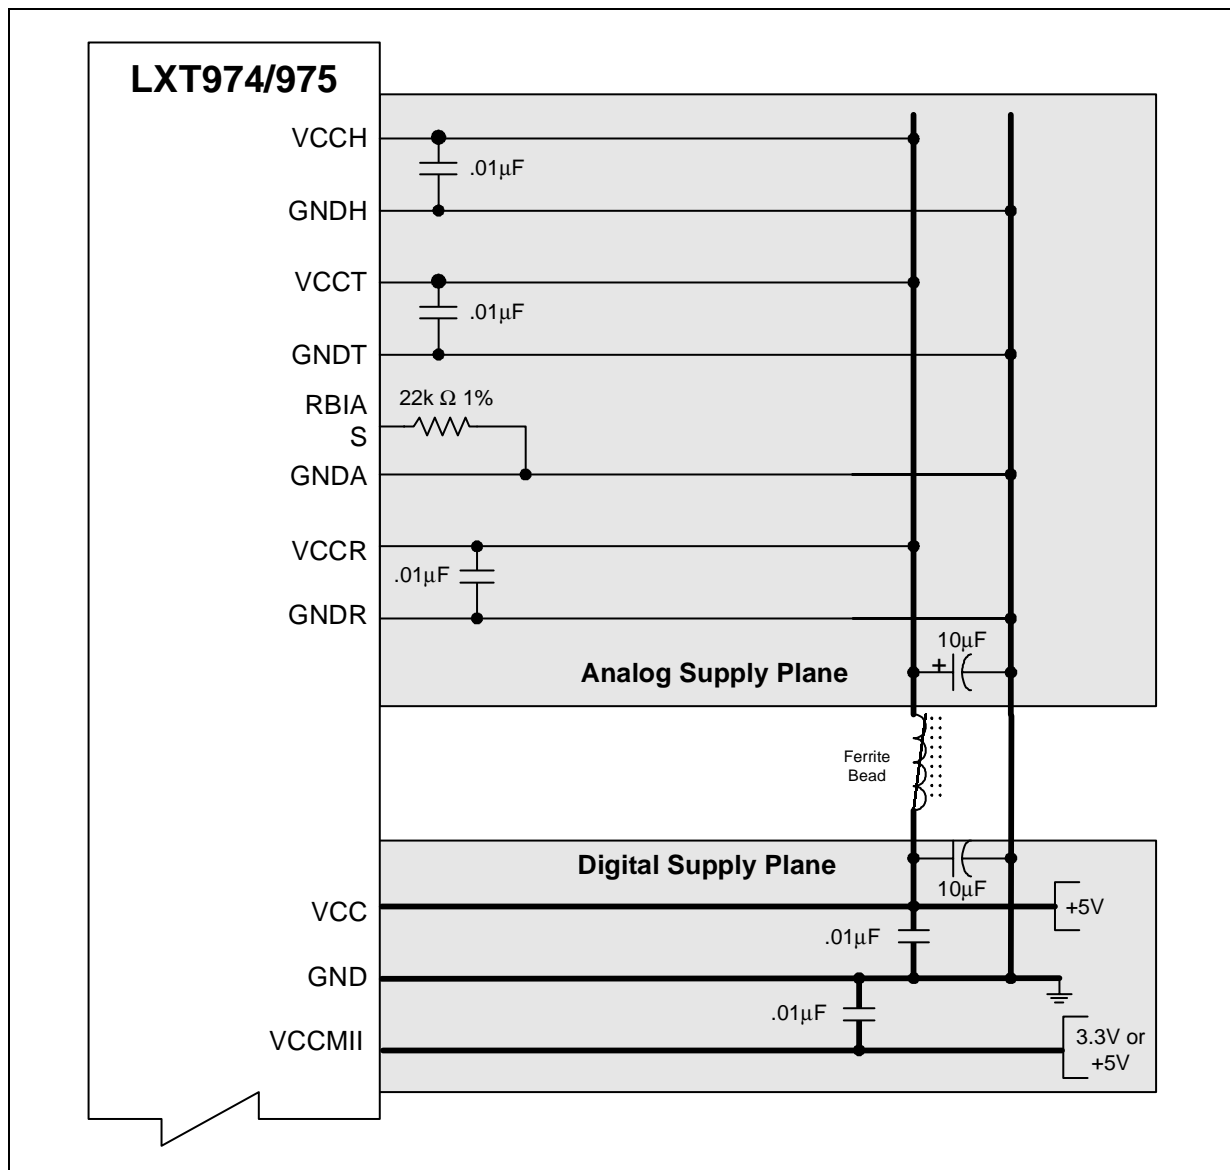 LXT974/975
VCCH
.01µF
GNDH
VCCT
.01µF
GNDT
RBIA
S
22k Ω 1%
GNDA
VCCR
.01µF
GNDR
10µF
+
Analog Supply Plane
Ferrite
Bead
Digital Supply Plane
10µF
VCC
+5V
.01µF
GND
.01µF
VCCMII
3.3V or
+5V